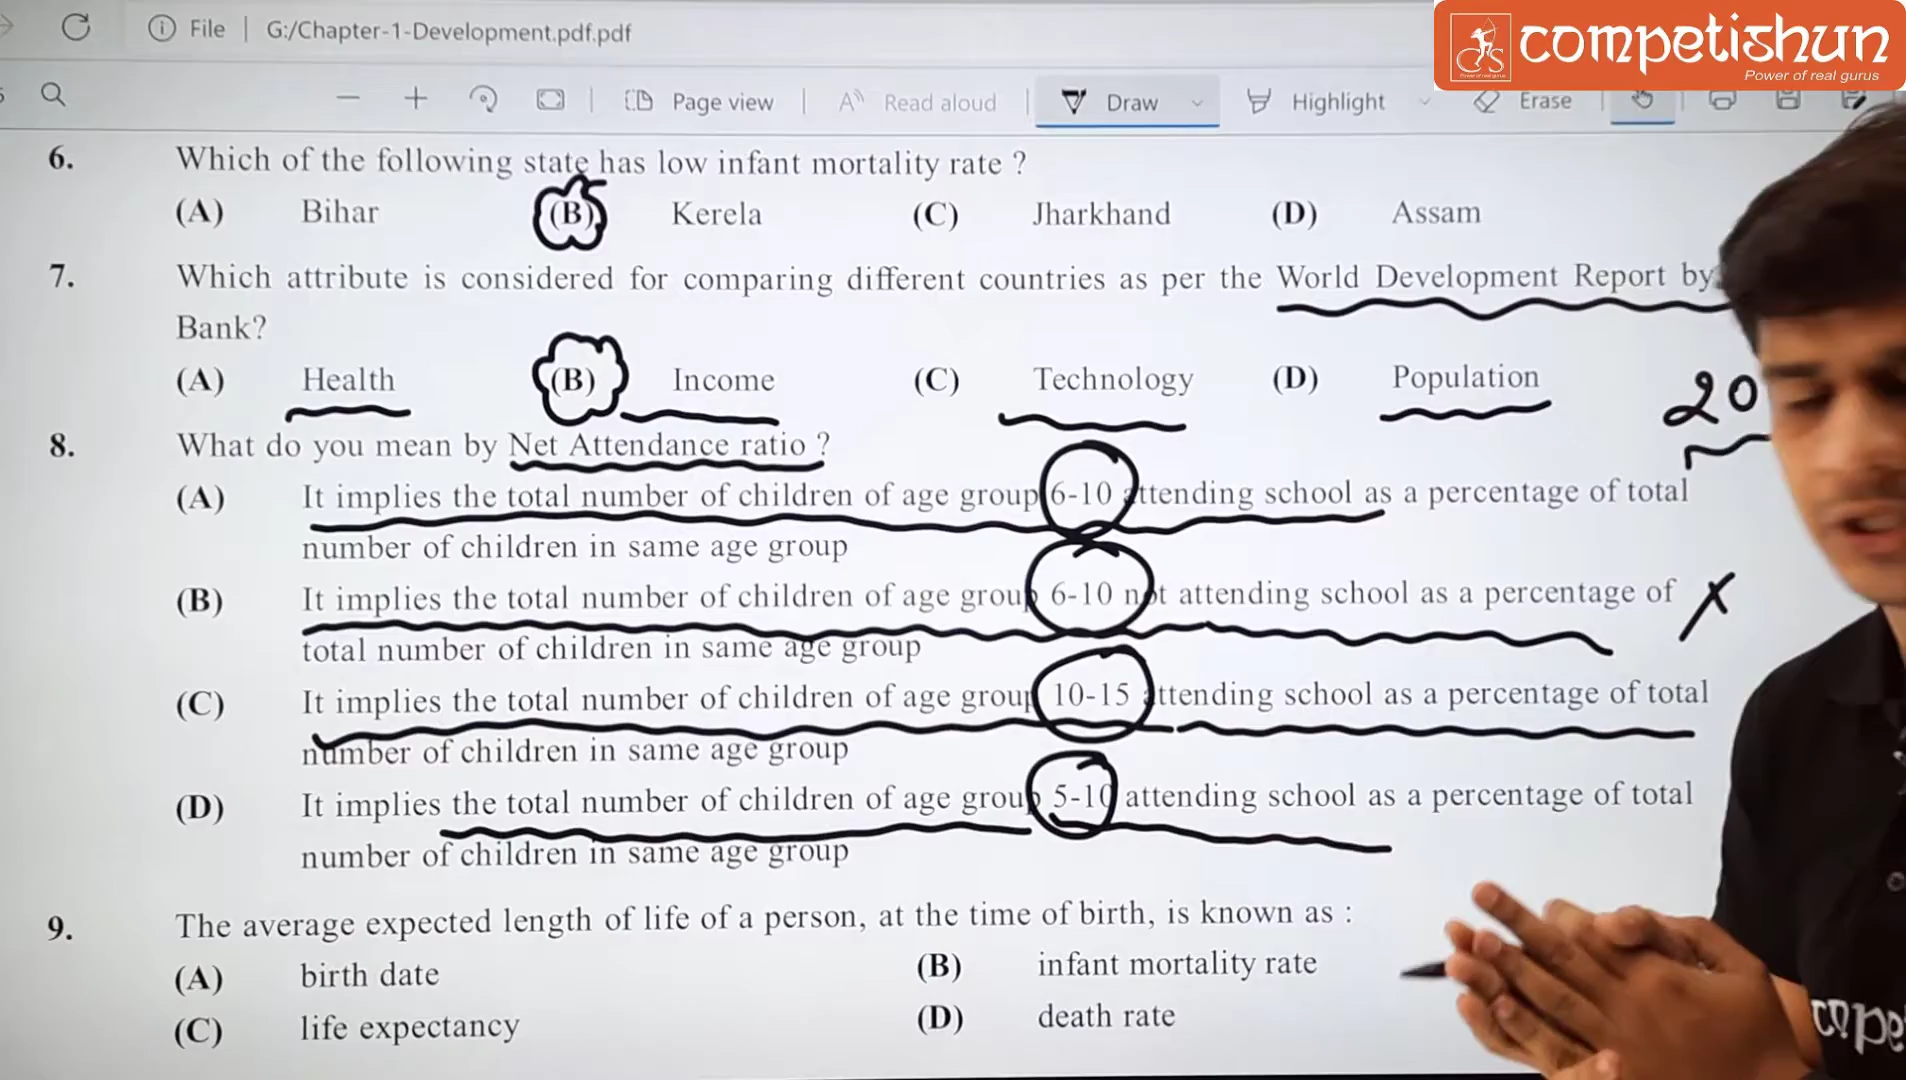 File | G:/Chapter-1-Development.pdf.pdf
competishun
Power of real gurus
Page view | Read aloud | Draw Highlight Erase
6. Which of the following state has low infant mortality rate ?
(A) Bihar (B) Kerela (C) Jharkhand (D) Assam
7. Which attribute is considered for comparing different countries as per the World Development Report by
Bank?
(A) Health (B) Income (C) Technology (D) Population
20
8. What do you mean by Net Attendance ratio ?
(A) It implies the total number of children of age group 6-10 attending school as a percentage of total
number of children in same age group
(B) It implies the total number of children of age group 6-10 not attending school as a percentage of
total number of children in same age group
(C) It implies the total number of children of age group 10-15 attending school as a percentage of total
number of children in same age group
(D) It implies the total number of children of age group 5-10 attending school as a percentage of total
number of children in same age group
9. The average expected length of life of a person, at the time of birth, is known as :
(A) birth date (B) infant mortality rate
(C) life expectancy (D) death rate